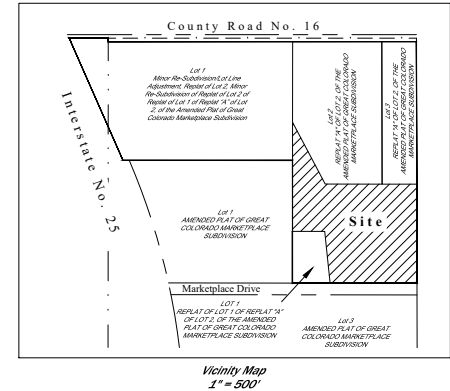 County Road No. 16
Lot 1
Minor Re-Subdivision/Lot Line
Adjustment, Replat of Lot 2, Minor
Re-Subdivision of Replat of Lot 2 of
Replat of Lot 1 of Replat "A" of Lot
2, of the Amended Plat of Great
Colorado Marketplace Subdivision
Lot 2
REPLAT "A" OF LOT 2, OF THE
AMENDED PLAT OF GREAT COLORADO
MARKETPLACE SUBDIVISION
Lot 3
REPLAT "A" OF LOT 2, OF THE
AMENDED PLAT OF GREAT COLORADO
MARKETPLACE SUBDIVISION
Interstate No. 25
Lot 1
AMENDED PLAT OF GREAT
COLORADO MARKETPLACE
SUBDIVISION
Site
Marketplace Drive
LOT 1
REPLAT OF LOT 1 OF REPLAT "A"
OF LOT 2, OF THE AMENDED
PLAT OF GREAT COLORADO
MARKETPLACE SUBDIVISION
Lot 3
AMENDED PLAT OF GREAT
COLORADO MARKETPLACE
SUBDIVISION
Vicinity Map
1" = 500'